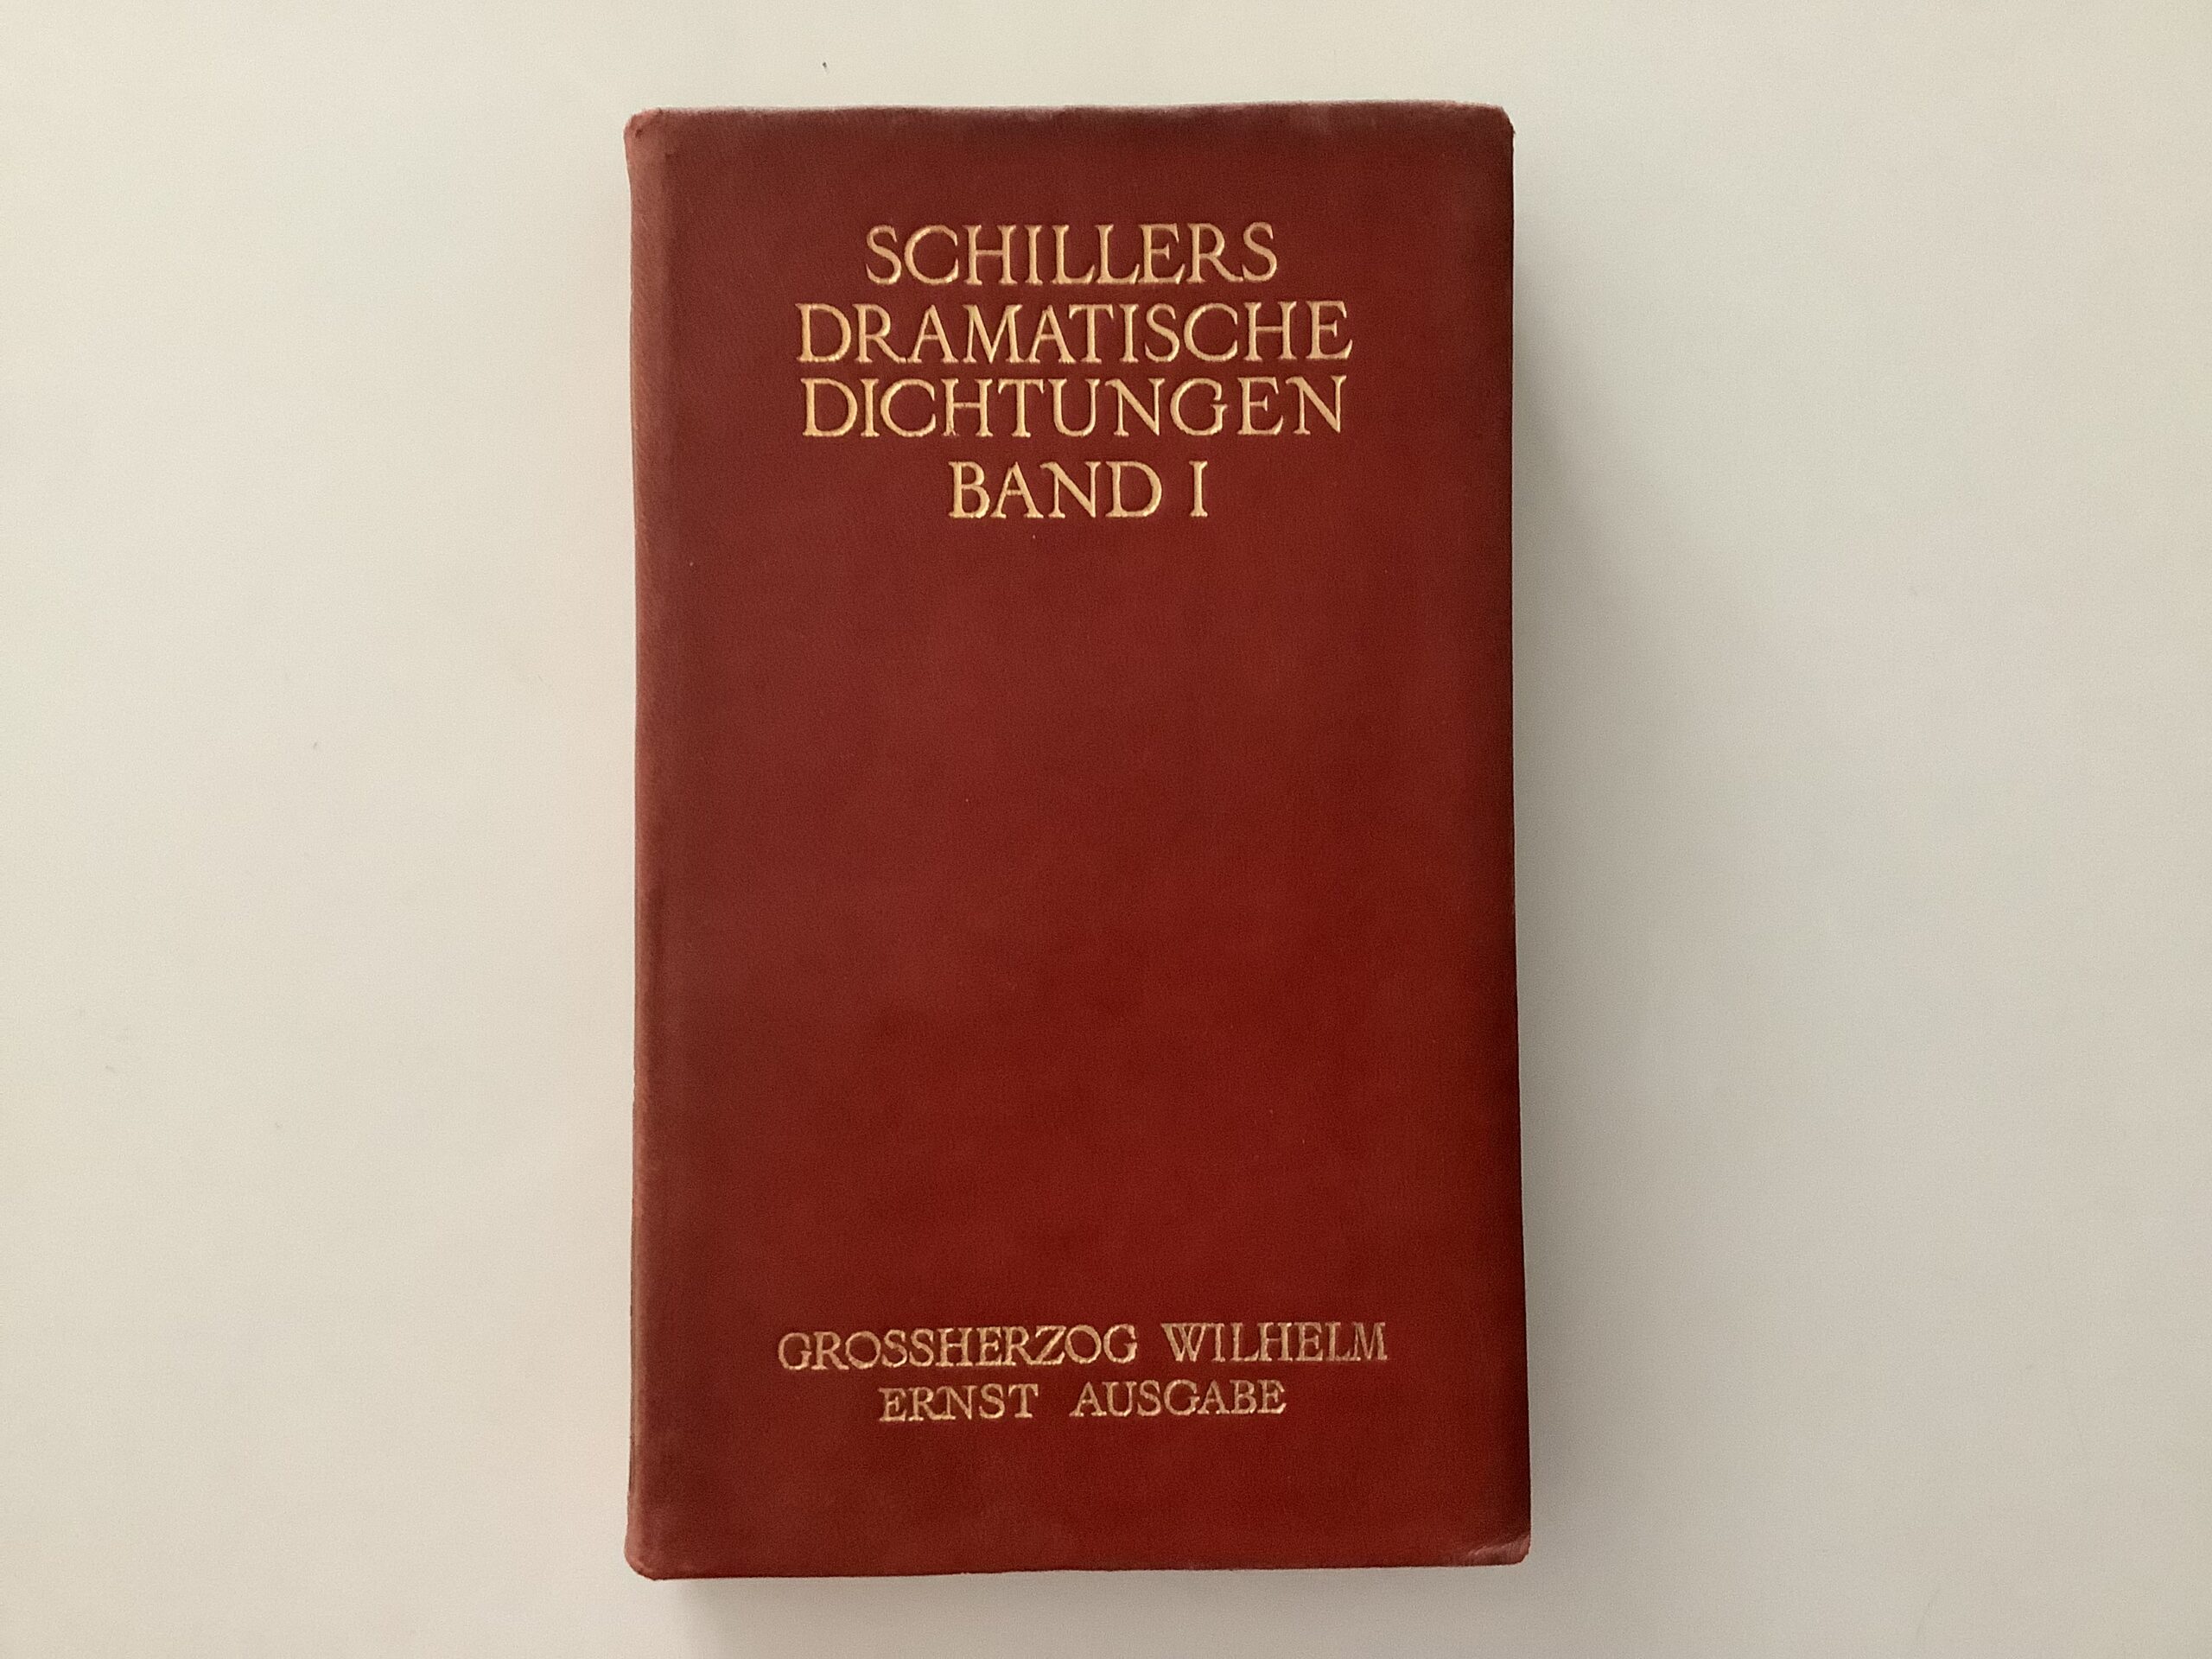 SCHILLERS
DRAMATISCHE
DICHTUNGEN
BAND I
GROSSHERZOG WILHELM
ERNST AUSGABE